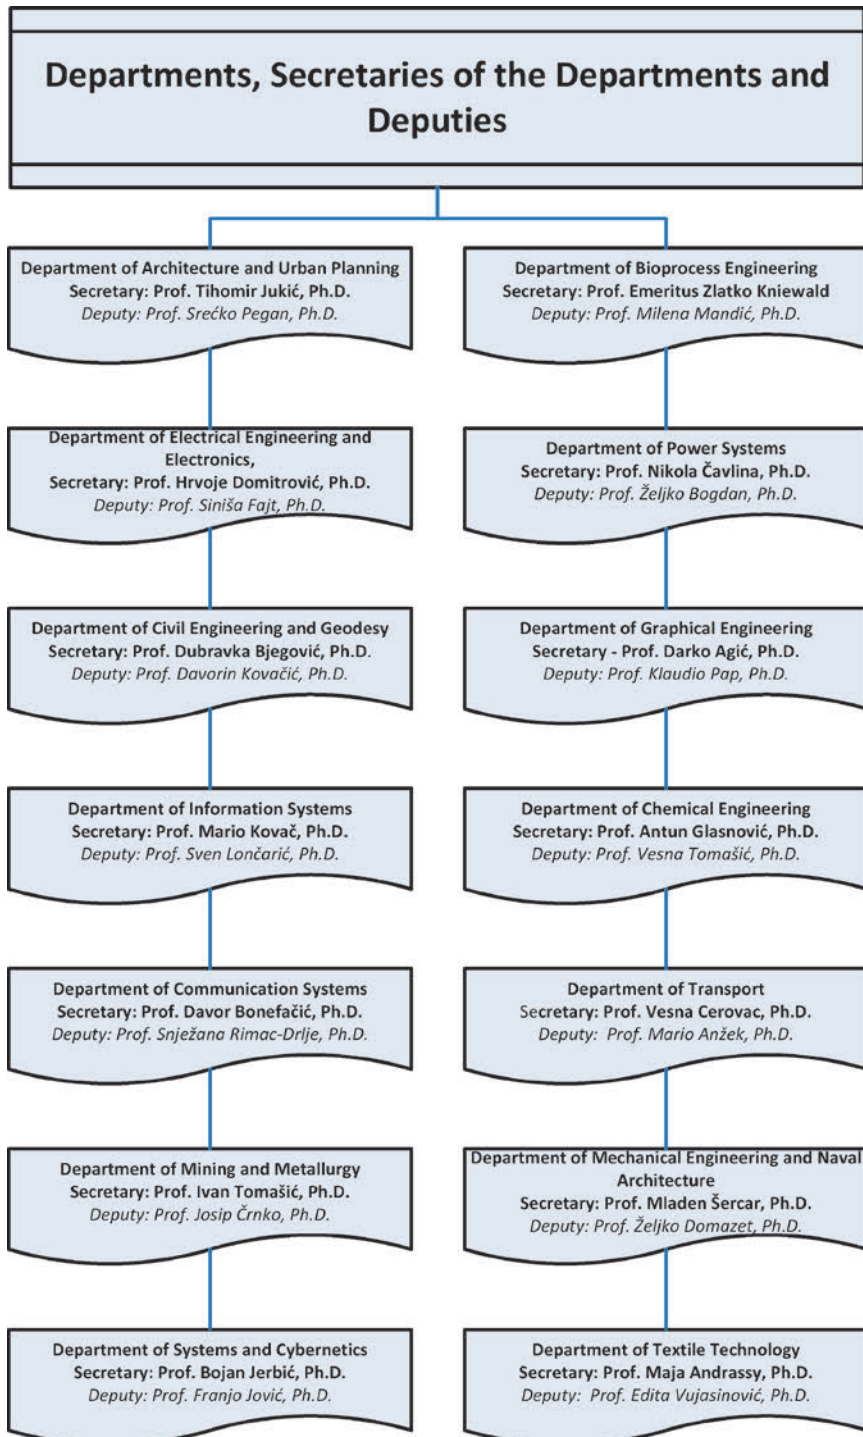 Departments, Secretaries of the Departments and
Deputies
Department of Architecture and Urban Planning
Secretary: Prof. Tihomir Jukić, Ph.D.
Deputy: Prof. Srećko Pegan, Ph.D.
Department of Electrical Engineering and
Electronics,
Secretary: Prof. Hrvoje Domitrović, Ph.D.
Deputy: Prof. Siniša Fajt, Ph.D.
Department of Civil Engineering and Geodesy
Secretary: Prof. Dubravka Bjegović, Ph.D.
Deputy: Prof. Davorin Kovačić, Ph.D.
Department of Information Systems
Secretary: Prof. Mario Kovač, Ph.D.
Deputy: Prof. Sven Lončarić, Ph.D.
Department of Communication Systems
Secretary: Prof. Davor Bonefačić, Ph.D.
Deputy: Prof. Snježana Rimac-Drlje, Ph.D.
Department of Mining and Metallurgy
Secretary: Prof. Ivan Tomašić, Ph.D.
Deputy: Prof. Josip Črnko, Ph.D.
Department of Systems and Cybernetics
Secretary: Prof. Bojan Jerbić, Ph.D.
Deputy: Prof. Franjo Jović, Ph.D.
Department of Bioprocess Engineering
Secretary: Prof. Emeritus Zlatko Kniewald
Deputy: Prof. Milena Mandić, Ph.D.
Department of Power Systems
Secretary: Prof. Nikola Čavlina, Ph.D.
Deputy: Prof. Željko Bogdan, Ph.D.
Department of Graphical Engineering
Secretary - Prof. Darko Agić, Ph.D.
Deputy: Prof. Klaudio Pap, Ph.D.
Department of Chemical Engineering
Secretary: Prof. Antun Glasnović, Ph.D.
Deputy: Prof. Vesna Tomašić, Ph.D.
Department of Transport
Secretary: Prof. Vesna Cerovac, Ph.D.
Deputy: Prof. Mario Anžek, Ph.D.
Department of Mechanical Engineering and Naval
Architecture
Secretary: Prof. Mladen Šercar, Ph.D.
Deputy: Prof. Željko Domazet, Ph.D.
Department of Textile Technology
Secretary: Prof. Maja Andrassy, Ph.D.
Deputy: Prof. Edita Vujasinović, Ph.D.